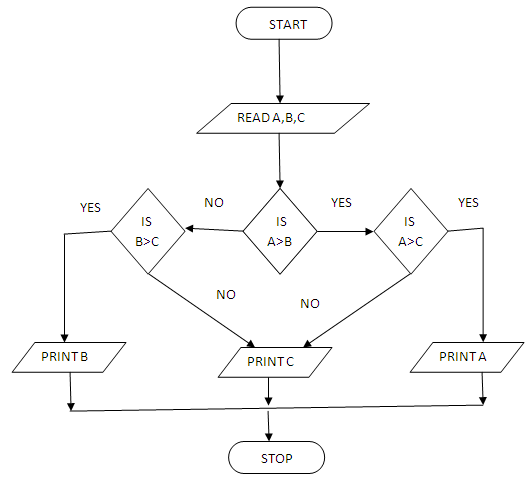 START
READ A,B,C
YES
NO
YES
YES
IS
B>C
IS
A>B
IS
A>C
NO
NO
PRINT B
PRINT C
PRINT A
STOP